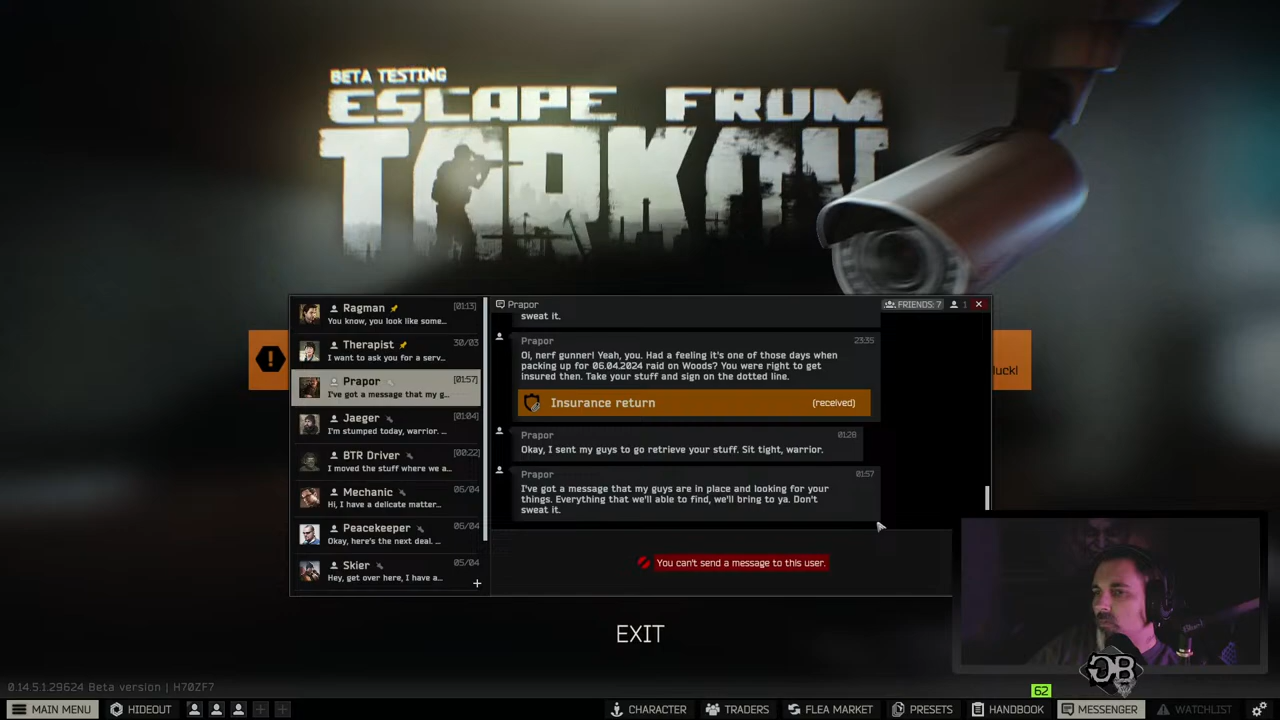 BETA TESTING
ESCAPE FROM
TARKOV
Ragman
[01:13]
You know, you look like some...
Therapist
30/03
I want to ask you for a serv...
Prapor
[01:57]
I've got a message that my g...
Jaeger
[01:04]
I'm stumped today, warrior. ...
BTR Driver
[00:22]
I moved the stuff where we a...
Mechanic
06/04
Hi, I have a delicate matter...
Peacekeeper
05/04
Okay, here's the next deal. ...
Skier
05/04
Hey, get over here, I have a...
+
Prapor
FRIENDS: 7
1
sweat it.
Prapor
23:35
Oi, nerf gunner! Yeah, you. Had a feeling it's one of those days when
packing up for 06.04.2024 raid on Woods? You were right to get
insured then. Take your stuff and sign on the dotted line.
Insurance return
(received)
Prapor
01:28
Okay, I sent my guys to go retrieve your stuff. Sit tight, warrior.
Prapor
01:57
I've got a message that my guys are in place and looking for your
things. Everything that we'll able to find, we'll bring to ya. Don't
sweat it.
You can't send a message to this user.
luck!
EXIT
0.14.5.1.29624 Beta version | H70ZF7
62
MAIN MENU
HIDEOUT
CHARACTER
TRADERS
FLEA MARKET
PRESETS
HANDBOOK
MESSENGER
WATCHLIST